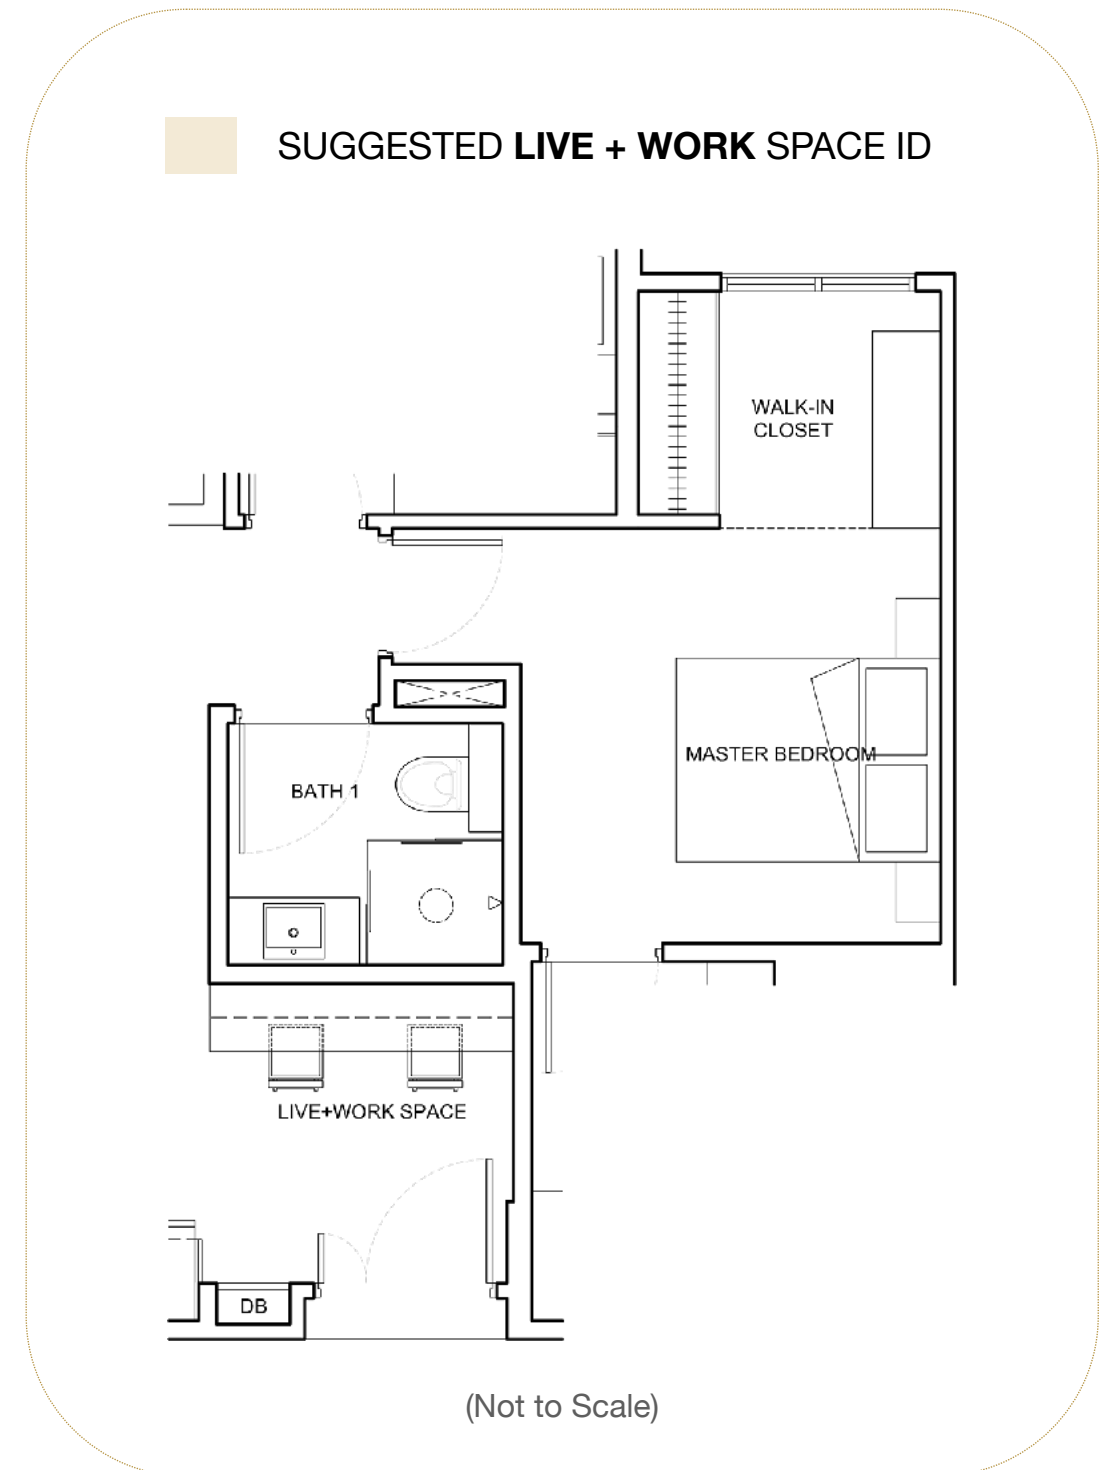 SUGGESTED LIVE + WORK SPACE ID
WALK-IN
CLOSET
MASTER BEDROOM
BATH 1
LIVE+WORK SPACE
DB
(Not to Scale)